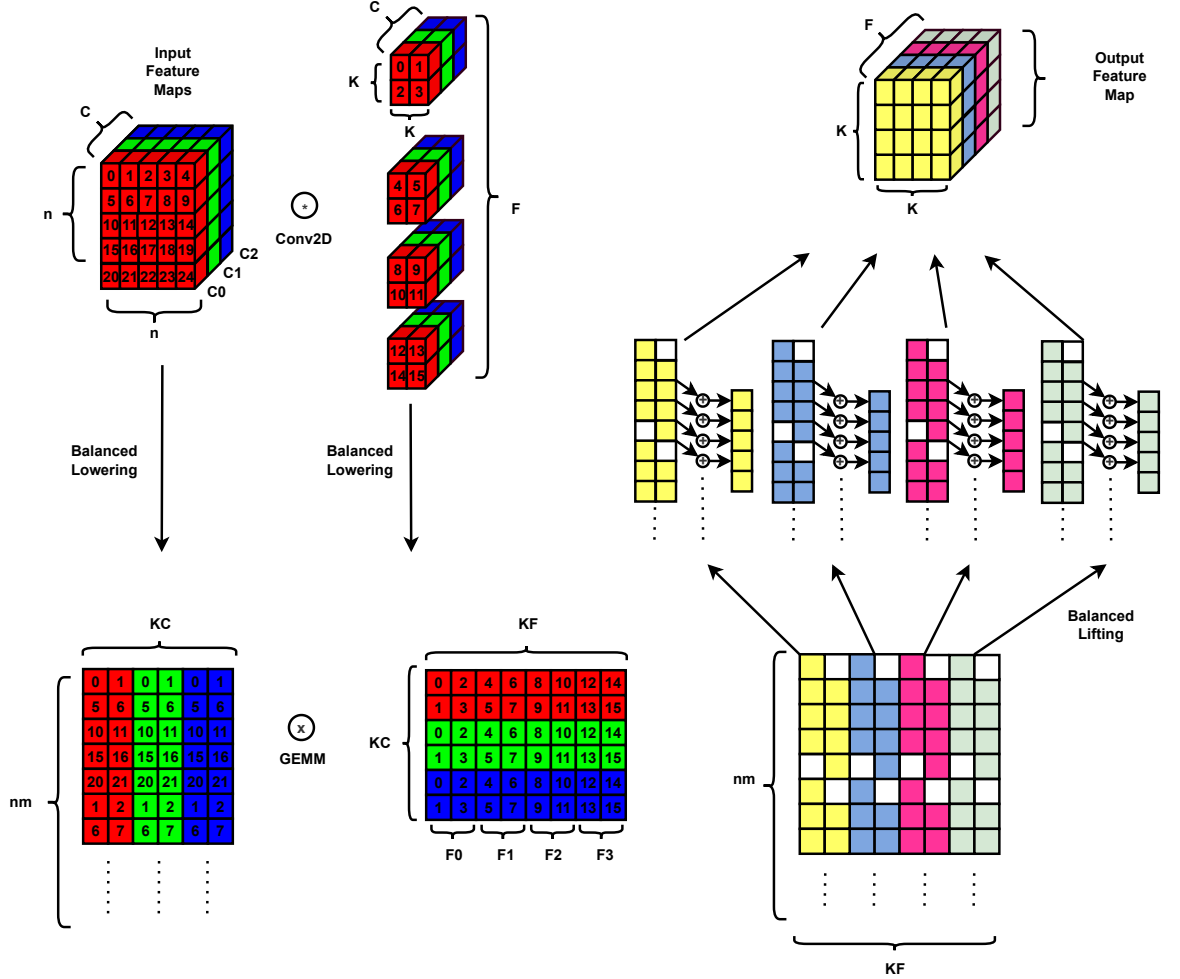 Input
Feature
Maps
C
n
0 1 2 3 4
5 6 7 8 9
10 11 12 13 14
15 16 17 18 19
20 21 22 23 24
C2
C1
C0
n
*
Conv2D
C
K
0 1
2 3
K
4 5
6 7
8 9
10 11
12 13
14 15
F
F
K
K
Output
Feature
Map
Balanced
Lowering
Balanced
Lowering
+ + + +
+ + + +
+ + + +
+ + + +
Balanced
Lifting
KC
nm
0 1 0 1 0 1
5 6 5 6 5 6
10 11 10 11 10 11
15 16 15 16 15 16
20 21 20 21 20 21
1 2 1 2 1 2
6 7 6 7 6 7
x
GEMM
KF
KC
0 2 4 6 8 10 12 14
1 3 5 7 9 11 13 15
0 2 4 6 8 10 12 14
1 3 5 7 9 11 13 15
0 2 4 6 8 10 12 14
1 3 5 7 9 11 13 15
F0 F1 F2 F3
nm
KF